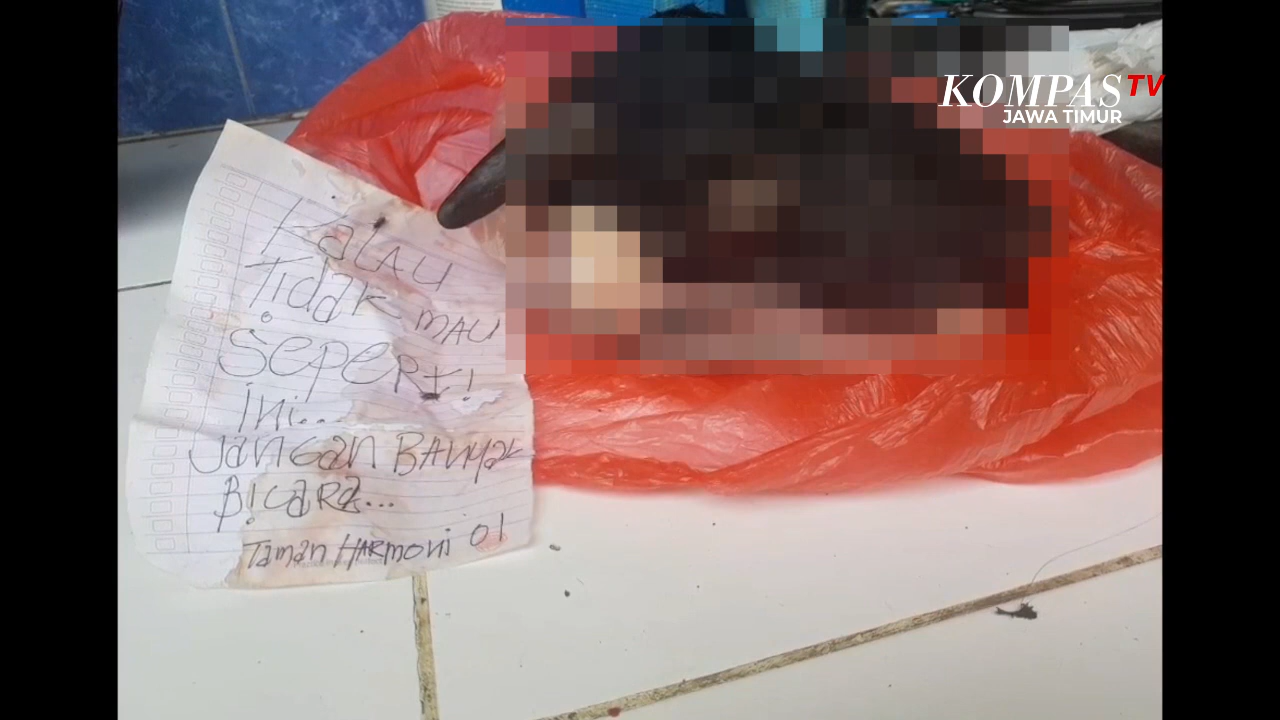 KOMPAS TV
JAWA TIMUR
KALAU
TidaK MAU
SEPERTI!
INi...
JANGAN BANYAK
BiCARA...
Taman HARmoni 01